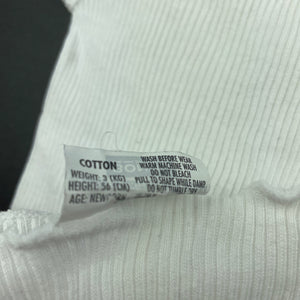 COTTON
WEIGHT: 3 (KG)
HEIGHT: 56 (CM)
AGE:
WASH BEFORE WEAR
WARM MACHINE WASH
DO NOT BLEACH
PULL TO SHAPE WHILE DAMP
DO NOT TUMBLE DRY